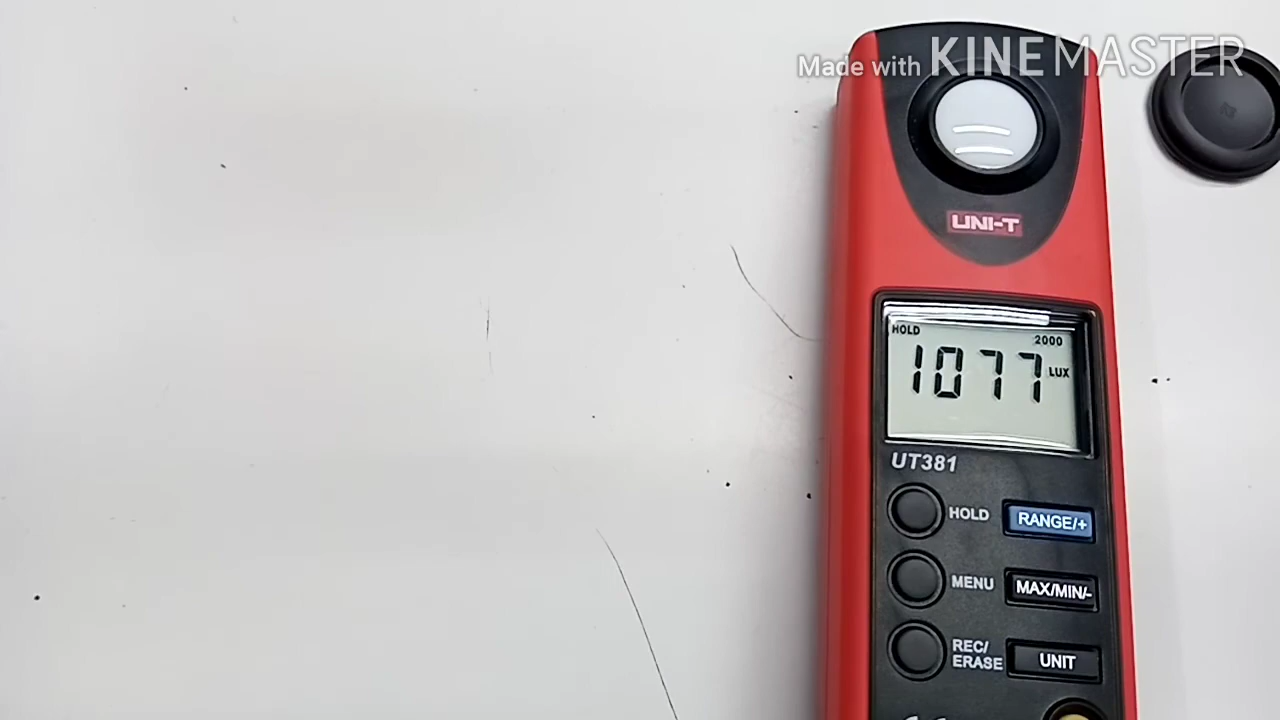 Made with KINEMASTER
UNI-T
HOLD
2000
1077 LUX
UT381
HOLD
RANGE/+
MENU
MAX/MIN/-
REC/
ERASE
UNIT